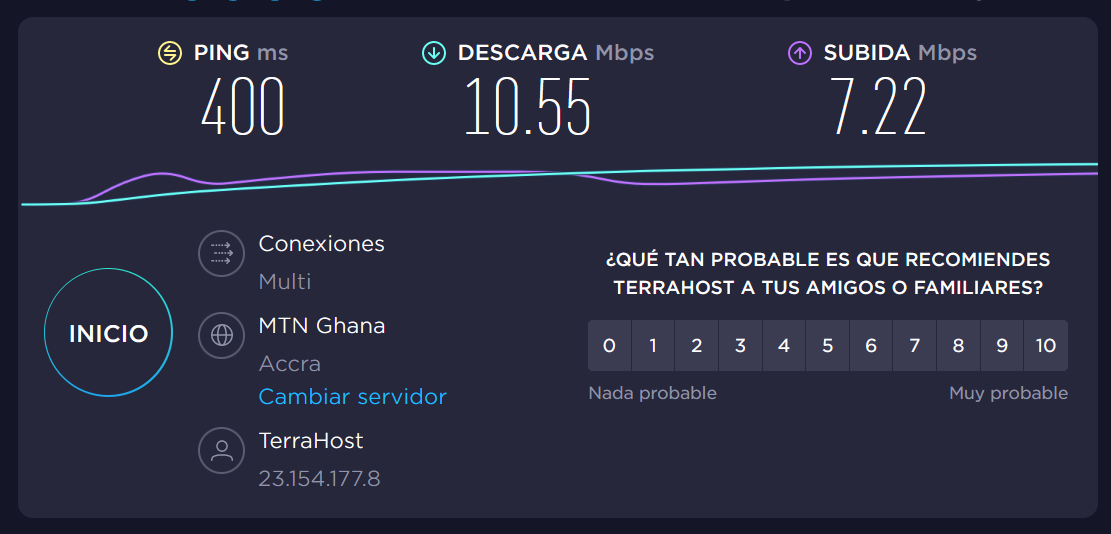 PING ms
DESCARGA Mbps
SUBIDA Mbps
400
10.55
7.22
Conexiones
Multi
MTN Ghana
Accra
Cambiar servidor
TerraHost
23.154.177.8
INICIO
¿QUÉ TAN PROBABLE ES QUE RECOMIENDES
TERRAHOST A TUS AMIGOS O FAMILIARES?
0 1 2 3 4 5 6 7 8 9 10
Nada probable
Muy probable